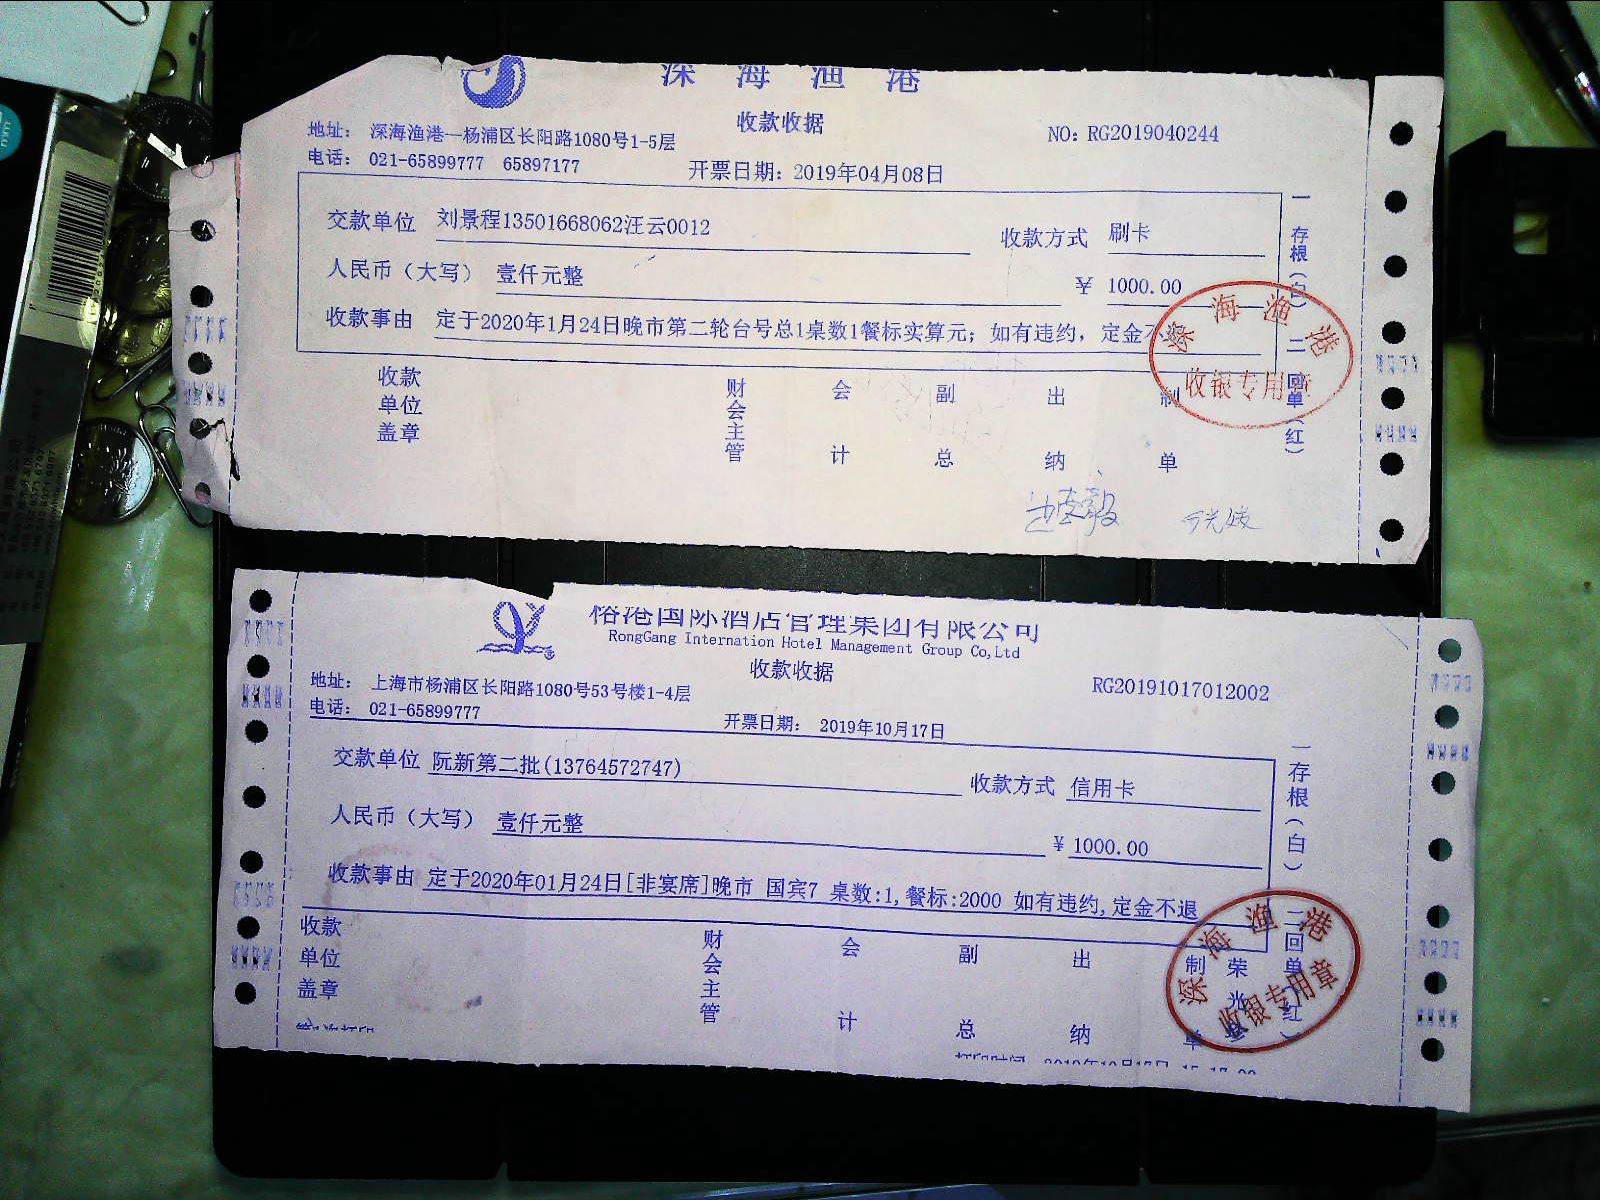 深海渔港
收款收据
NO: RG2019040244
地址: 深海渔港—杨浦区长阳路1080号1-5层
电话: 021-65899777 65897177
开票日期: 2019年04月08日
交款单位 刘景程13501668062汪云0012 收款方式 刷卡
人民币（大写） 壹仟元整 ￥ 1000.00
收款事由 定于2020年1月24日晚市第二轮台号总1桌数1餐标实算元; 如有违约, 定金不
一存根(白) 二回单(红)
深海渔港
收银专用章
收款单位盖章 财会主管 会计 副总 出纳 制单
榕港国际酒店管理集团有限公司
RongGang Internation Hotel Management Group Co,Ltd
收款收据
RG20191017012002
地址: 上海市杨浦区长阳路1080号53号楼1-4层
电话: 021-65899777
开票日期: 2019年10月17日
交款单位 阮新第二批(13764572747) 收款方式 信用卡
人民币（大写） 壹仟元整 ￥ 1000.00
收款事由 定于2020年01月24日[非宴席]晚市 国宾7 桌数:1,餐标:2000 如有违约,定金不退
一存根(白) 二回单(红)
深海渔港
收银专用章
收款单位盖章 财会主管 会计 副总 出纳 制单 荣光